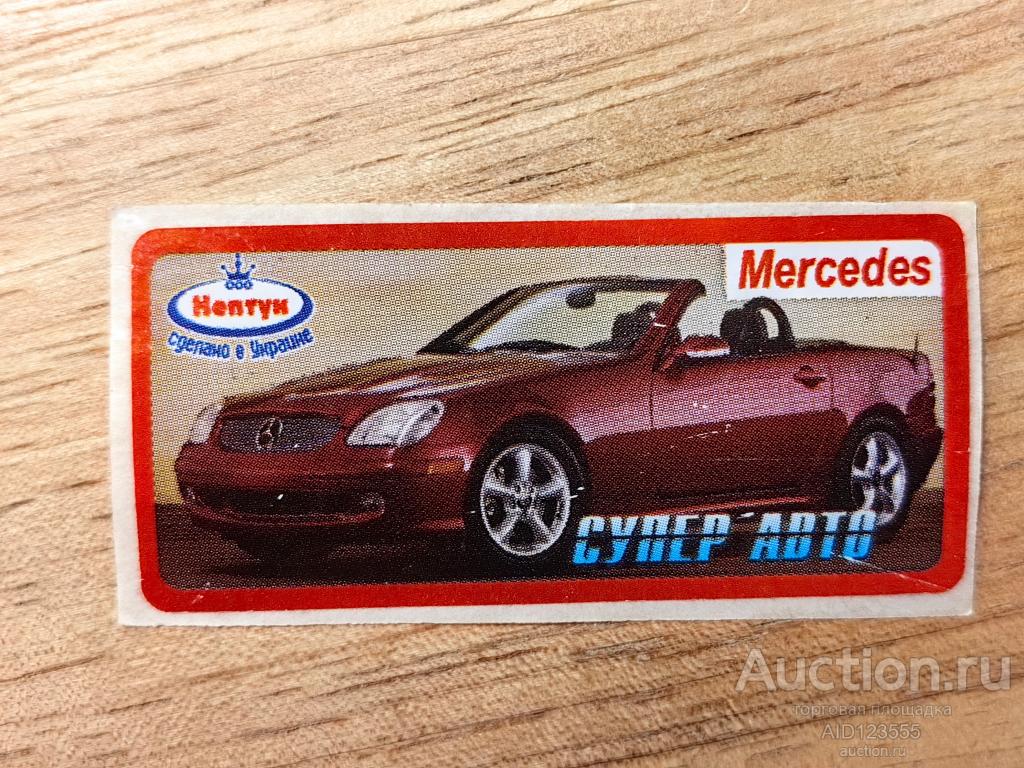 Mercedes
Нептун
сделано в Украине
СУПЕР АВТО
Auction.ru
торговая площадка
AID123555
auction.ru